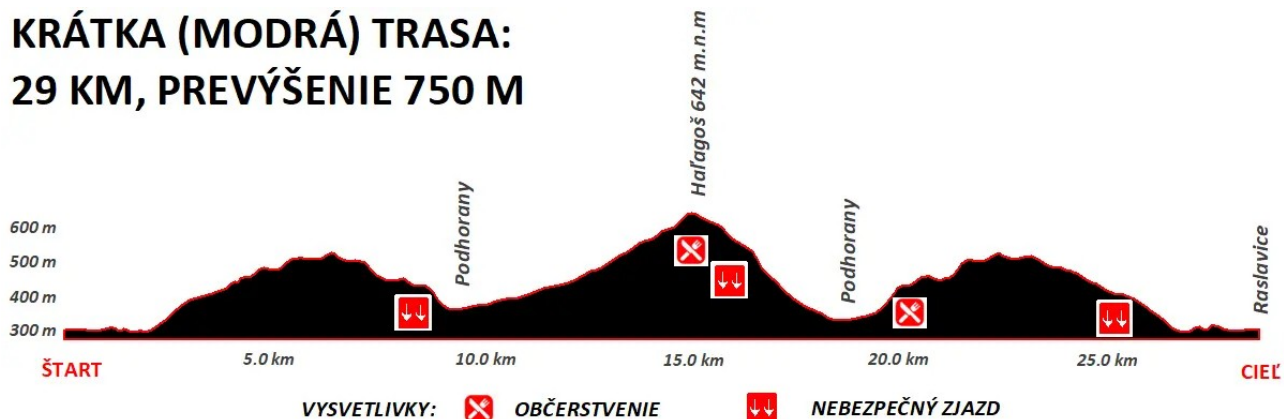 KRÁTKA (MODRÁ) TRASA:
29 KM, PREVÝŠENIE 750 M
Podhorany
Haľagoš 642 m.n.m
Podhorany
Raslavice
600 m
500 m
400 m
300 m
ŠTART
5.0 km
10.0 km
15.0 km
20.0 km
25.0 km
CIEĽ
VYSVETLIVKY:
OBČERSTVENIE
NEBEZPEČNÝ ZJAZD